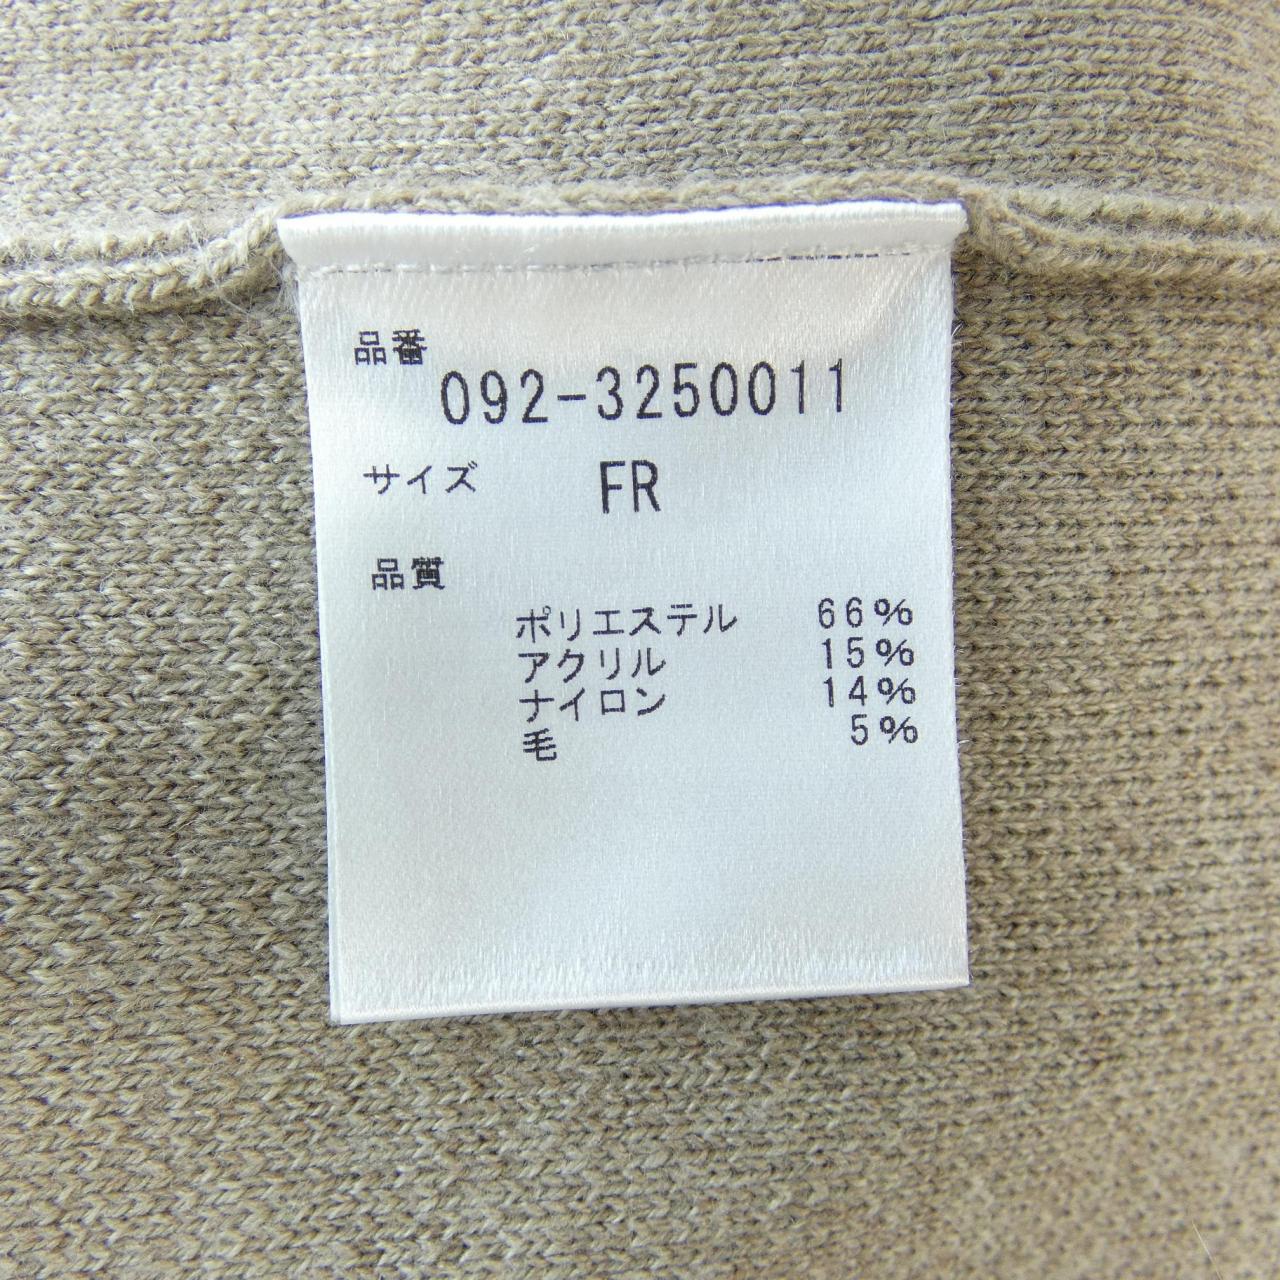 品番
092-3250011
サイズ FR
品質
ポリエステル 66%
アクリル 15%
ナイロン 14%
毛 5%